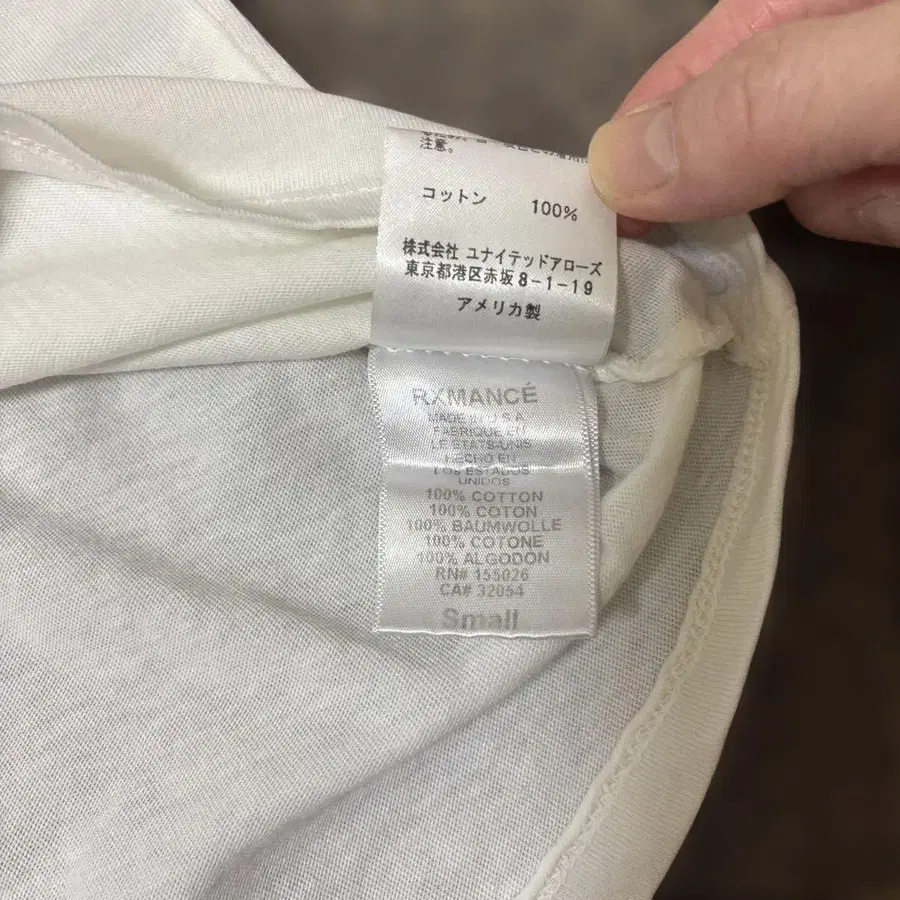 注意。
コットン 100%
株式会社 ユナイテッドアローズ
東京都港区赤坂8-1-19
アメリカ製
RXMANCÉ
MADE IN U.S.A
FABRIQUE EN
LE ETATS-UNIS
HECHO EN
LOS ESTADOS
UNIDOS
100% COTTON
100% COTON
100% BAUMWOLLE
100% COTONE
100% ALGODON
RN# 155026
CA# 32054
Small